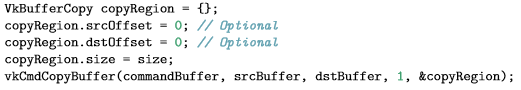 VkBufferCopy copyRegion = {};
copyRegion.srcOffset = 0; // Optional
copyRegion.dstOffset = 0; // Optional
copyRegion.size = size;
vkCmdCopyBuffer(commandBuffer, srcBuffer, dstBuffer, 1, &copyRegion);